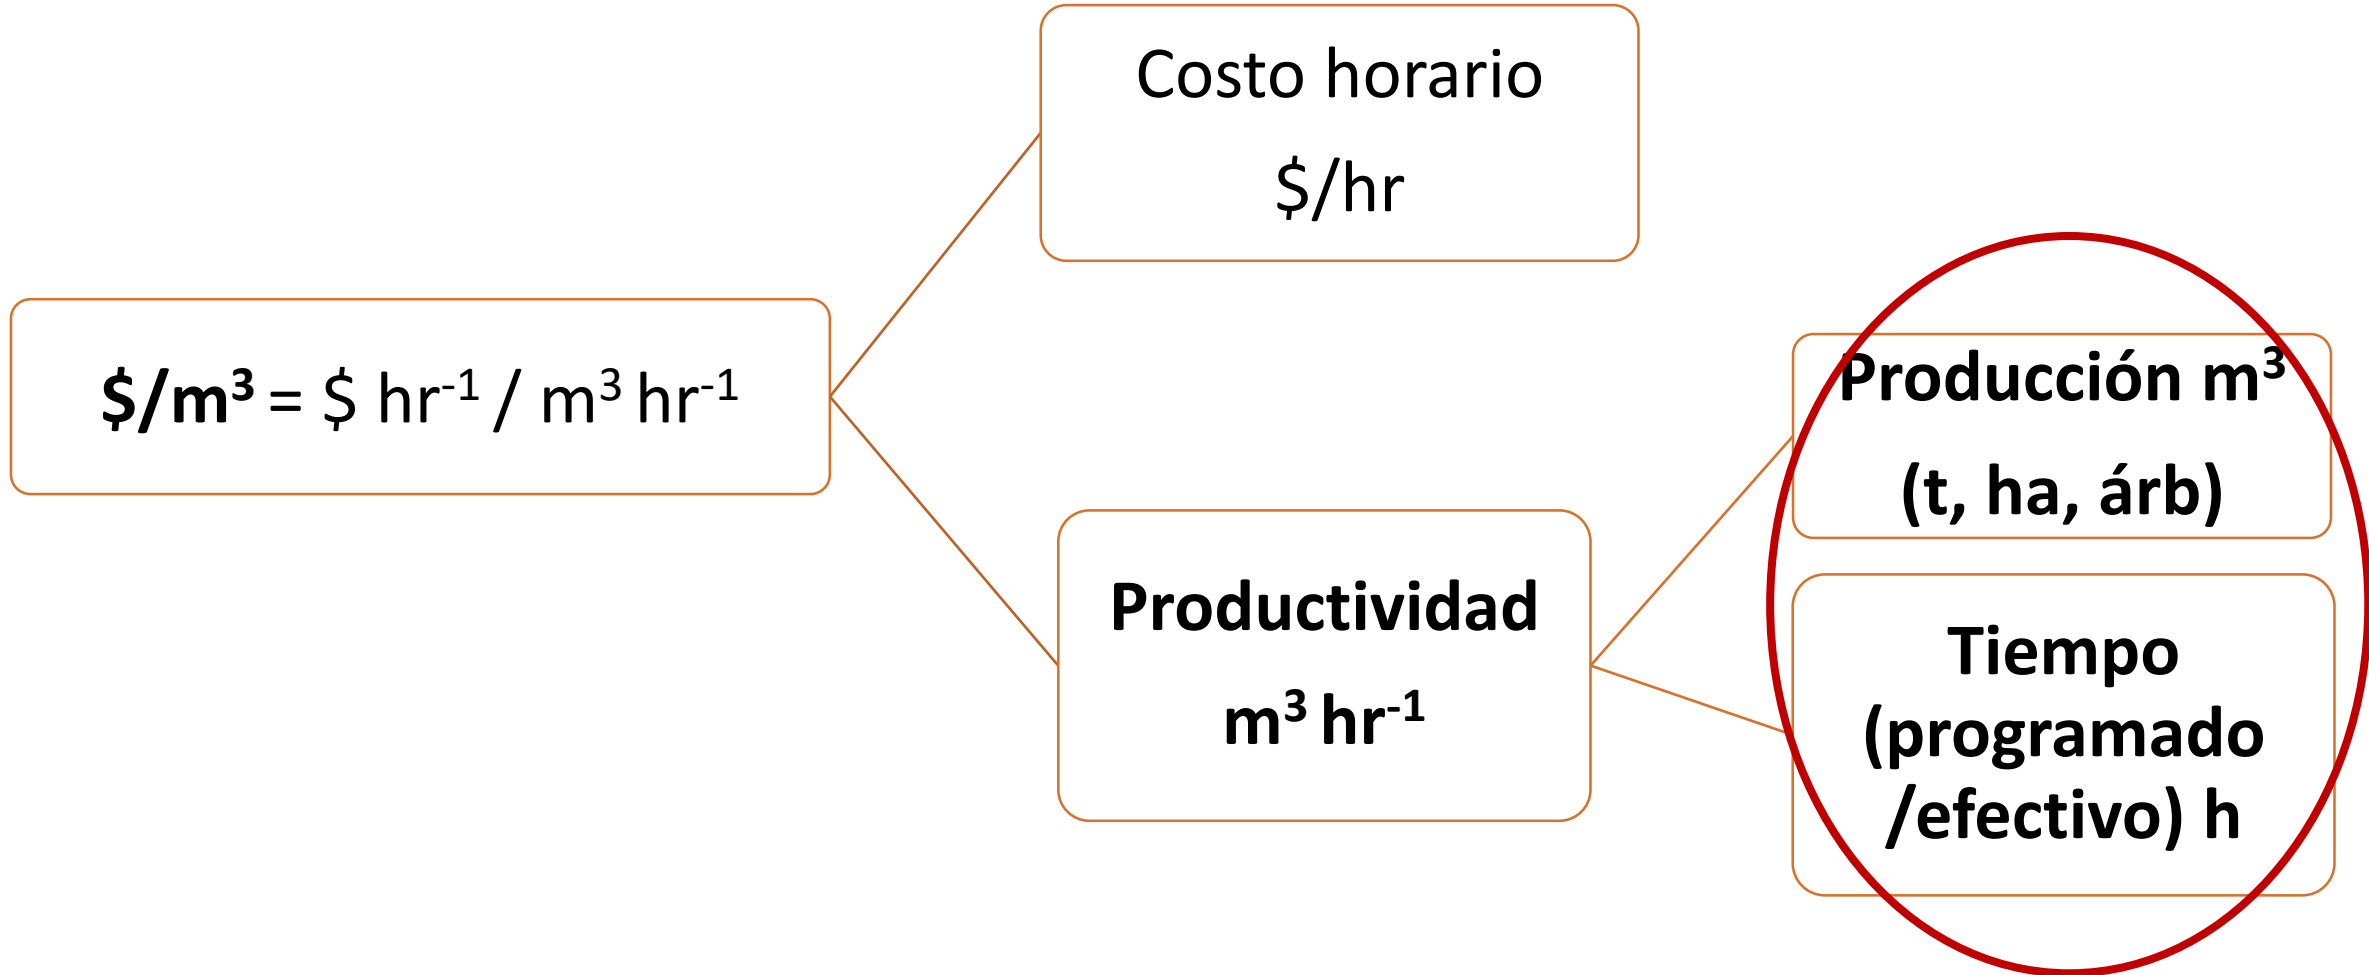 Costo horario
$/hr
$/m³ = $ hr⁻¹ / m³ hr⁻¹
Productividad
m³ hr⁻¹
Producción m³
(t, ha, árb)
Tiempo
(programado
/efectivo) h